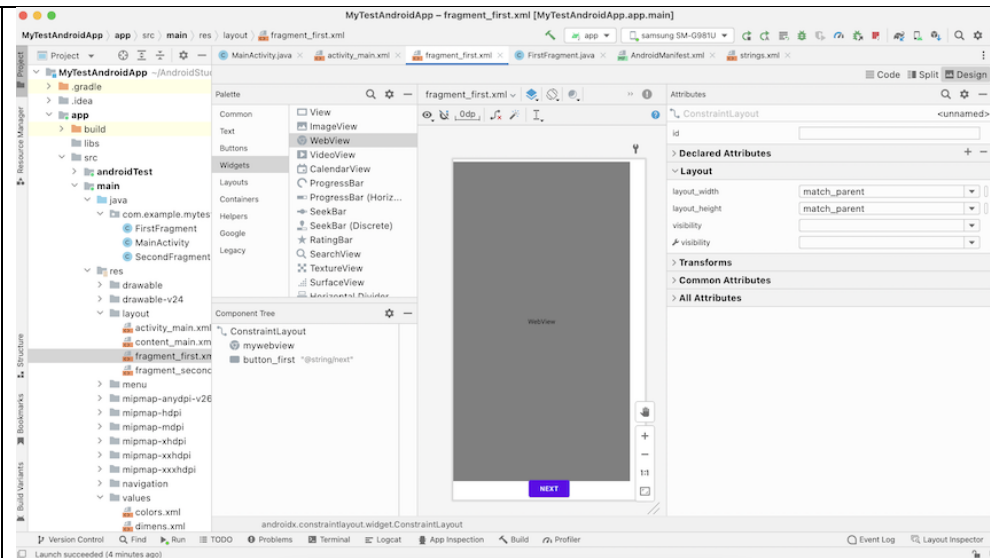 MyTestAndroidApp – fragment_first.xml [MyTestAndroidApp.app.main]
MyTestAndroidApp app src main res layout fragment_first.xml
app
samsung SM-G981U
Project
MainActivity.java
activity_main.xml
fragment_first.xml
FirstFragment.java
AndroidManifest.xml
strings.xml
Code Split Design
Project
Resource Manager
Structure
Bookmarks
Build Variants
MyTestAndroidApp ~/AndroidStu
.gradle
.idea
app
build
libs
src
androidTest
main
java
com.example.mytes
FirstFragment
MainActivity
SecondFragment
res
drawable
drawable-v24
layout
activity_main.xml
content_main.xm
fragment_first.xm
fragment_second
menu
mipmap-anydpi-v26
mipmap-hdpi
mipmap-mdpi
mipmap-xhdpi
mipmap-xxhdpi
mipmap-xxxhdpi
navigation
values
colors.xml
dimens.xml
Palette
Common
Text
Buttons
Widgets
Layouts
Containers
Helpers
Google
Legacy
View
ImageView
WebView
VideoView
CalendarView
ProgressBar
ProgressBar (Horiz...
SeekBar
SeekBar (Discrete)
RatingBar
SearchView
TextureView
SurfaceView
Horizontal Divider
Component Tree
ConstraintLayout
mywebview
button_first "@string/next"
fragment_first.xml
0dp
WebView
NEXT
1:1
Attributes
ConstraintLayout <unnamed>
id
Declared Attributes
Layout
layout_width match_parent
layout_height match_parent
visibility
visibility
Transforms
Common Attributes
All Attributes
androidx.constraintlayout.widget.ConstraintLayout
Version Control Find Run TODO Problems Terminal Logcat App Inspection Build Profiler Event Log Layout Inspector
Launch succeeded (4 minutes ago)